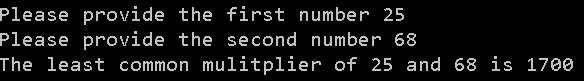 Please provide the first number 25
Please provide the second number 68
The least common mulitplier of 25 and 68 is 1700